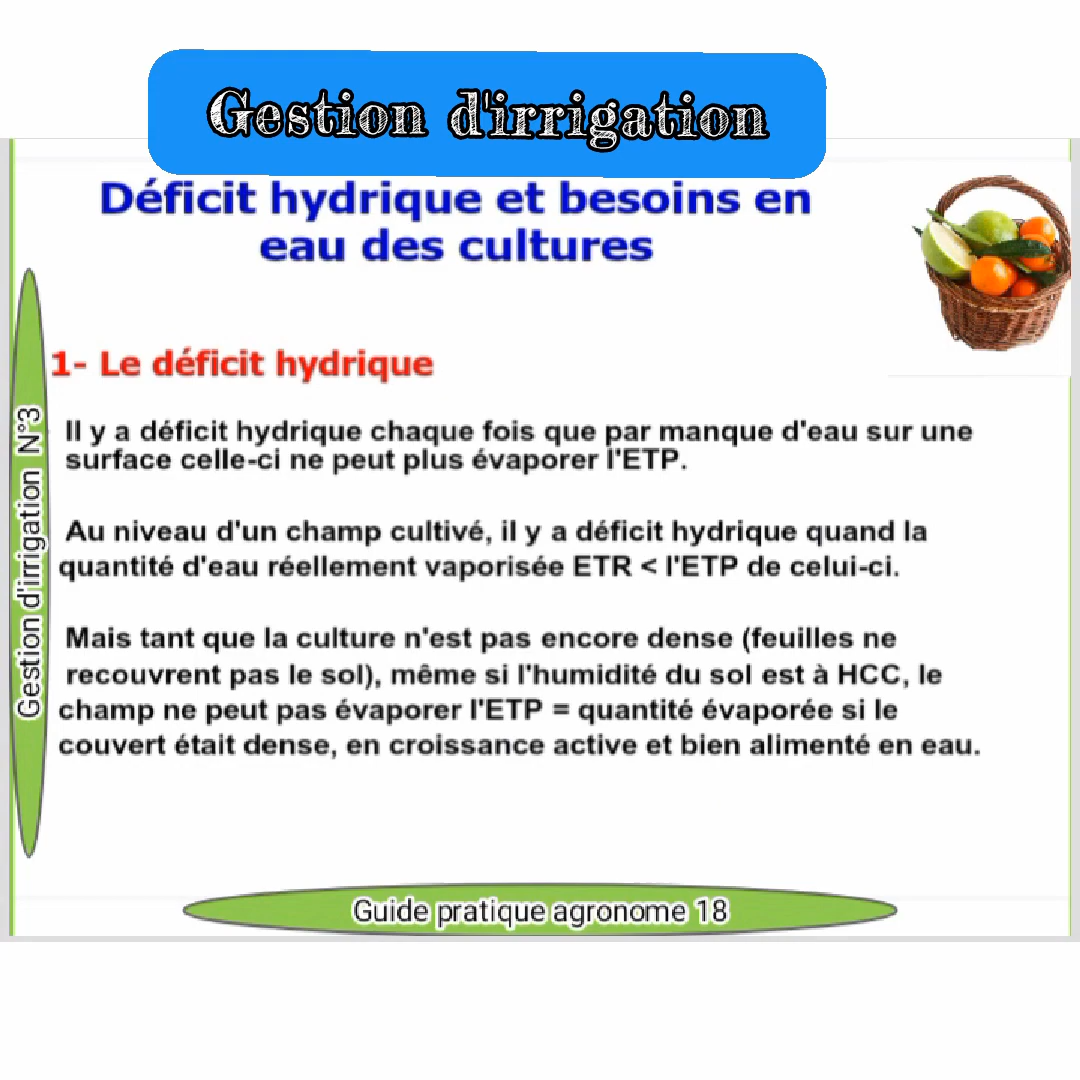 Gestion d'irrigation
Déficit hydrique et besoins en
eau des cultures
1- Le déficit hydrique
Il y a déficit hydrique chaque fois que par manque d'eau sur une
surface celle-ci ne peut plus évaporer l'ETP.
Au niveau d'un champ cultivé, il y a déficit hydrique quand la
quantité d'eau réellement vaporisée ETR < l'ETP de celui-ci.
Mais tant que la culture n'est pas encore dense (feuilles ne
recouvrent pas le sol), même si l'humidité du sol est à HCC, le
champ ne peut pas évaporer l'ETP = quantité évaporée si le
couvert était dense, en croissance active et bien alimenté en eau.
Gestion d'irrigation N°3
Guide pratique agronome 18